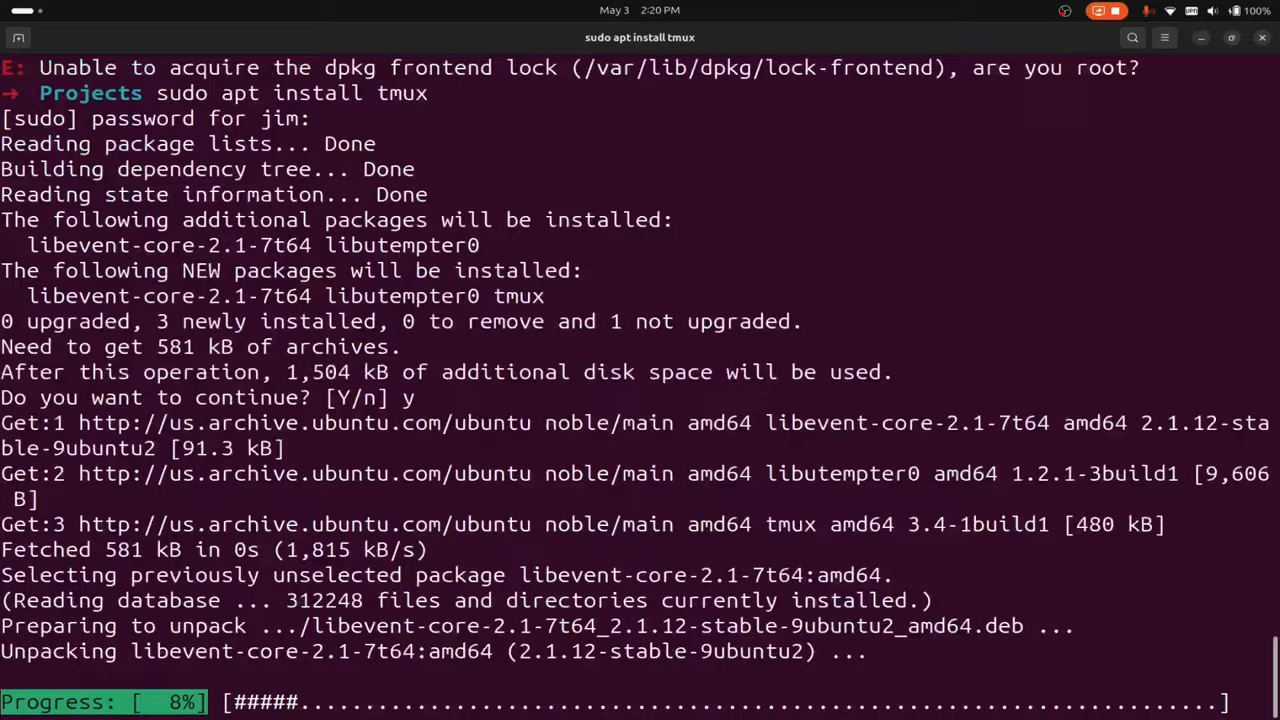 May 3 2:20 PM
VPN
100%
sudo apt install tmux
E: Unable to acquire the dpkg frontend lock (/var/lib/dpkg/lock-frontend), are you root?
→ Projects sudo apt install tmux
[sudo] password for jim:
Reading package lists... Done
Building dependency tree... Done
Reading state information... Done
The following additional packages will be installed:
libevent-core-2.1-7t64 libutempter0
The following NEW packages will be installed:
libevent-core-2.1-7t64 libutempter0 tmux
0 upgraded, 3 newly installed, 0 to remove and 1 not upgraded.
Need to get 581 kB of archives.
After this operation, 1,504 kB of additional disk space will be used.
Do you want to continue? [Y/n] y
Get:1 http://us.archive.ubuntu.com/ubuntu noble/main amd64 libevent-core-2.1-7t64 amd64 2.1.12-sta
ble-9ubuntu2 [91.3 kB]
Get:2 http://us.archive.ubuntu.com/ubuntu noble/main amd64 libutempter0 amd64 1.2.1-3build1 [9,606
B]
Get:3 http://us.archive.ubuntu.com/ubuntu noble/main amd64 tmux amd64 3.4-1build1 [480 kB]
Fetched 581 kB in 0s (1,815 kB/s)
Selecting previously unselected package libevent-core-2.1-7t64:amd64.
(Reading database ... 312248 files and directories currently installed.)
Preparing to unpack .../libevent-core-2.1-7t64_2.1.12-stable-9ubuntu2_amd64.deb ...
Unpacking libevent-core-2.1-7t64:amd64 (2.1.12-stable-9ubuntu2) ...
Progress: [  8%] [#####.......................................................................]